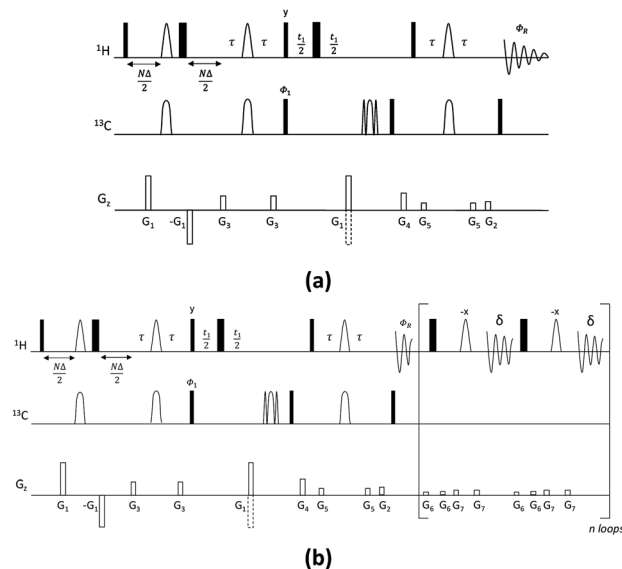 y
¹H
τ τ
t₁/2 t₁/2
τ τ
Φ_R
NΔ/2 NΔ/2
Φ₁
¹³C
G_z
G₁ -G₁ G₃ G₃ G₁ G₄ G₅ G₅ G₂
(a)
y -x -x
¹H
τ τ
t₁/2 t₁/2
τ τ
Φ_R δ δ
NΔ/2 NΔ/2
Φ₁
¹³C
G_z
G₁ -G₁ G₃ G₃ G₁ G₄ G₅ G₅ G₂ G₆ G₆ G₇ G₇ G₆ G₆ G₇ G₇
n loops
(b)